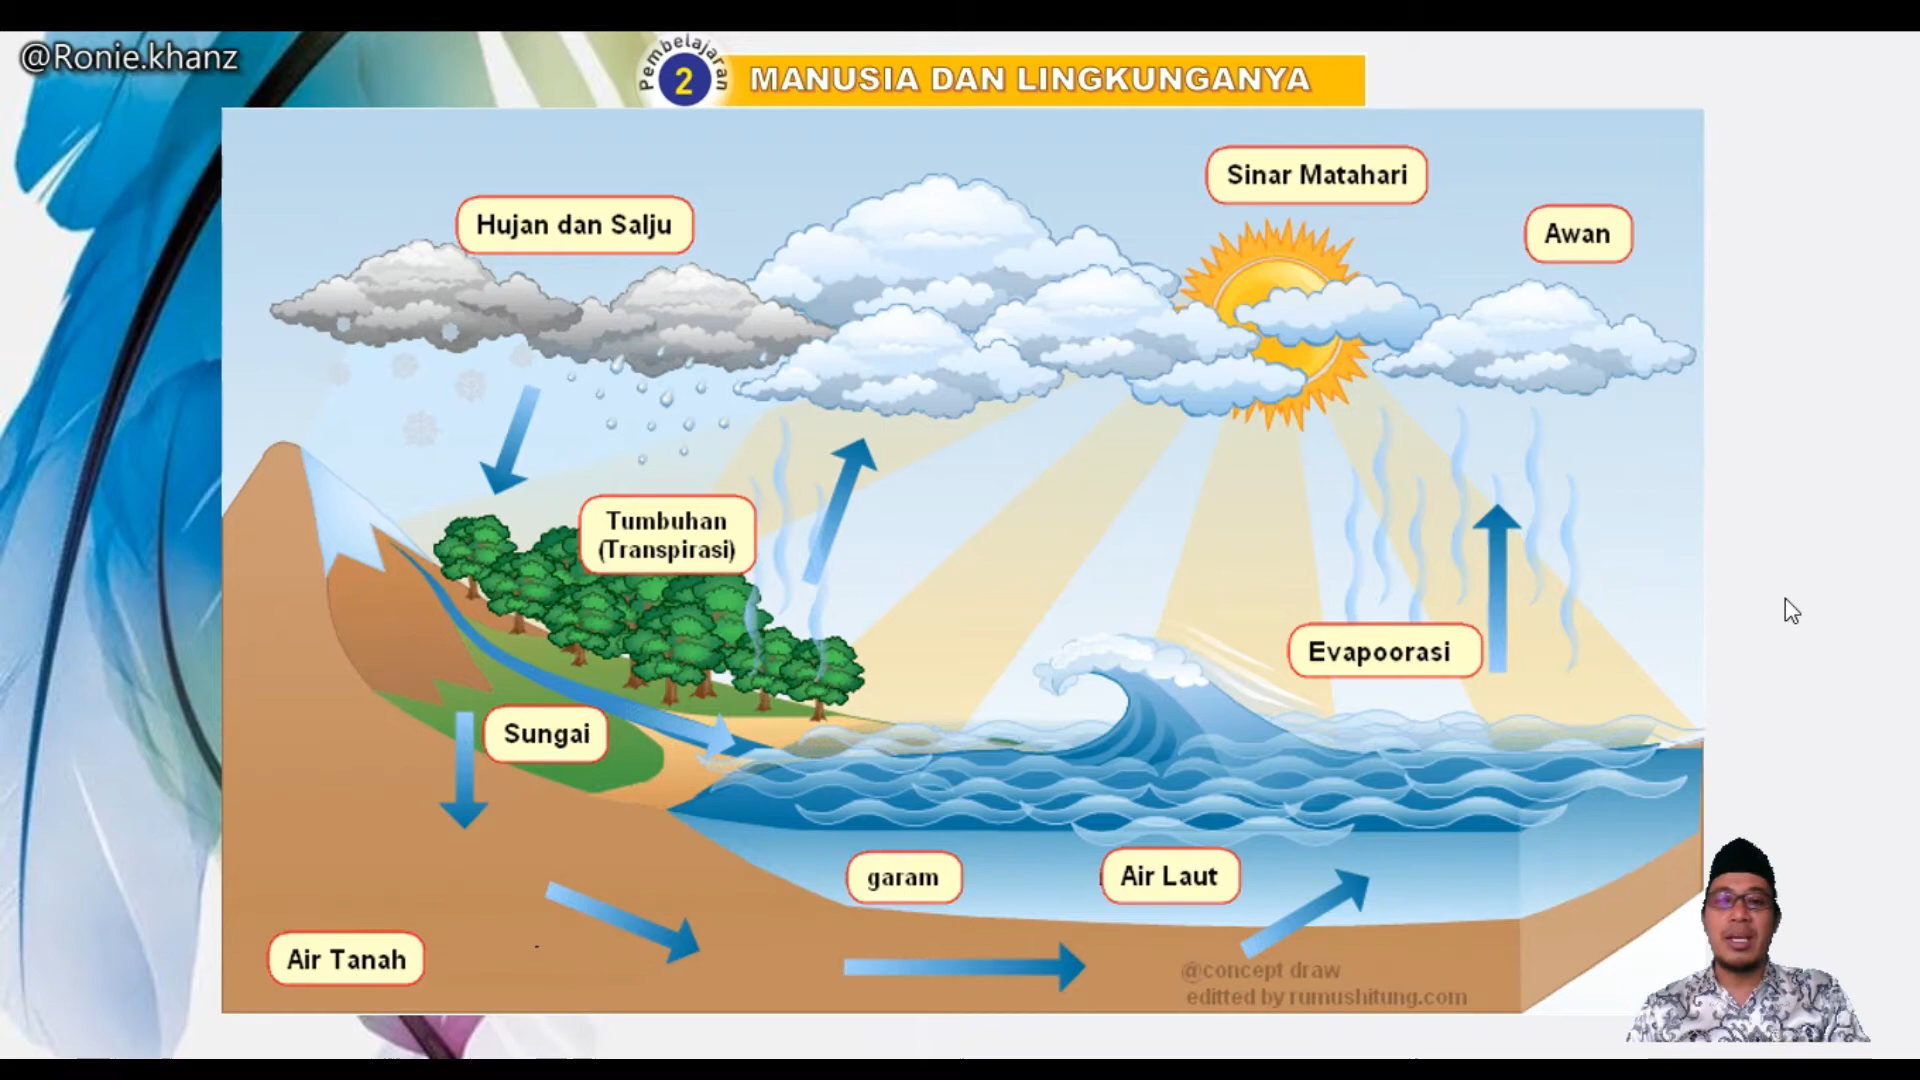 @Ronie.khanz
Pembelajaran
2
MANUSIA DAN LINGKUNGANYA
Sinar Matahari
Hujan dan Salju
Awan
Tumbuhan
(Transpirasi)
Evapoorasi
Sungai
garam
Air Laut
Air Tanah
@concept draw
editted by rumushitung.com